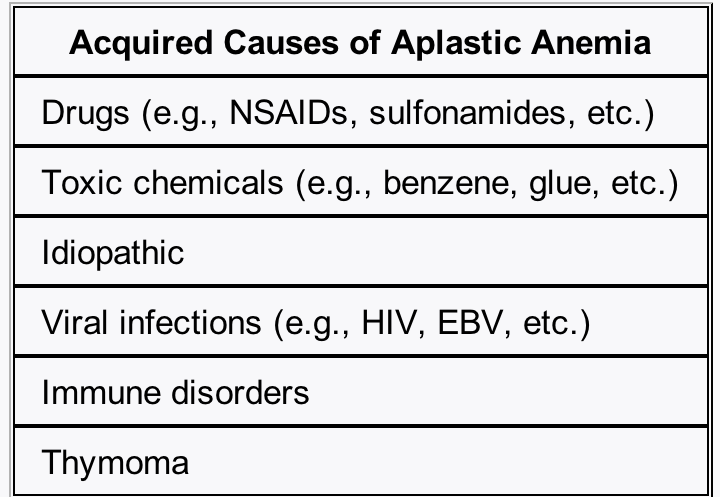 Acquired Causes of Aplastic Anemia
Drugs (e.g., NSAIDs, sulfonamides, etc.)
Toxic chemicals (e.g., benzene, glue, etc.)
Idiopathic
Viral infections (e.g., HIV, EBV, etc.)
Immune disorders
Thymoma